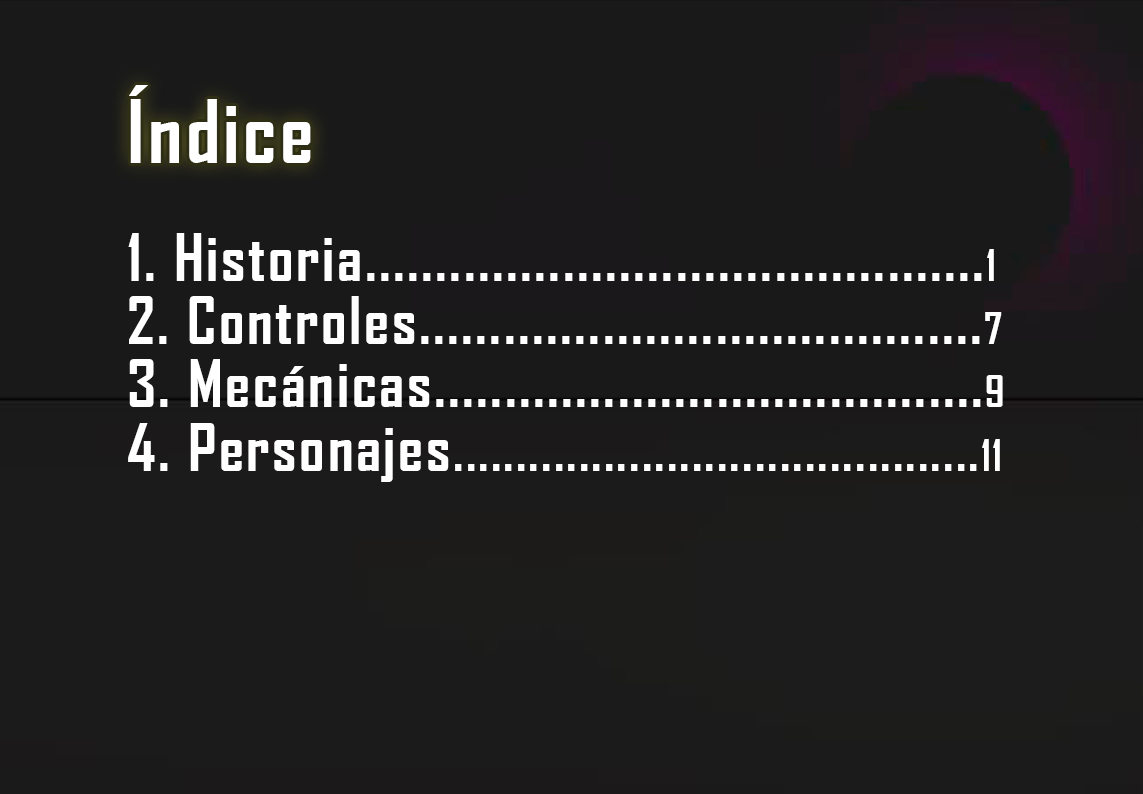 Índice
1. Historia............................................1
2. Controles........................................7
3. Mecánicas.......................................9
4. Personajes.........................................11